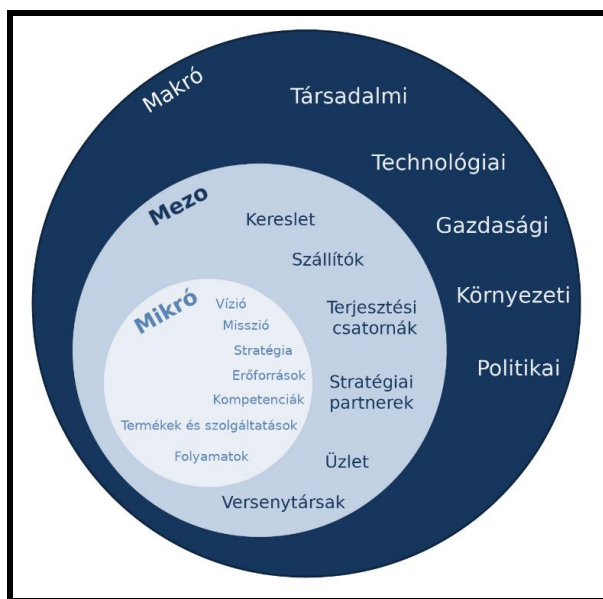 Makró
Társadalmi
Technológiai
Gazdasági
Környezeti
Politikai
Mezo
Kereslet
Szállítók
Terjesztési
csatornák
Stratégiai
partnerek
Üzlet
Versenytársak
Mikró
Vízió
Misszió
Stratégia
Erőforrások
Kompetenciák
Termékek és szolgáltatások
Folyamatok